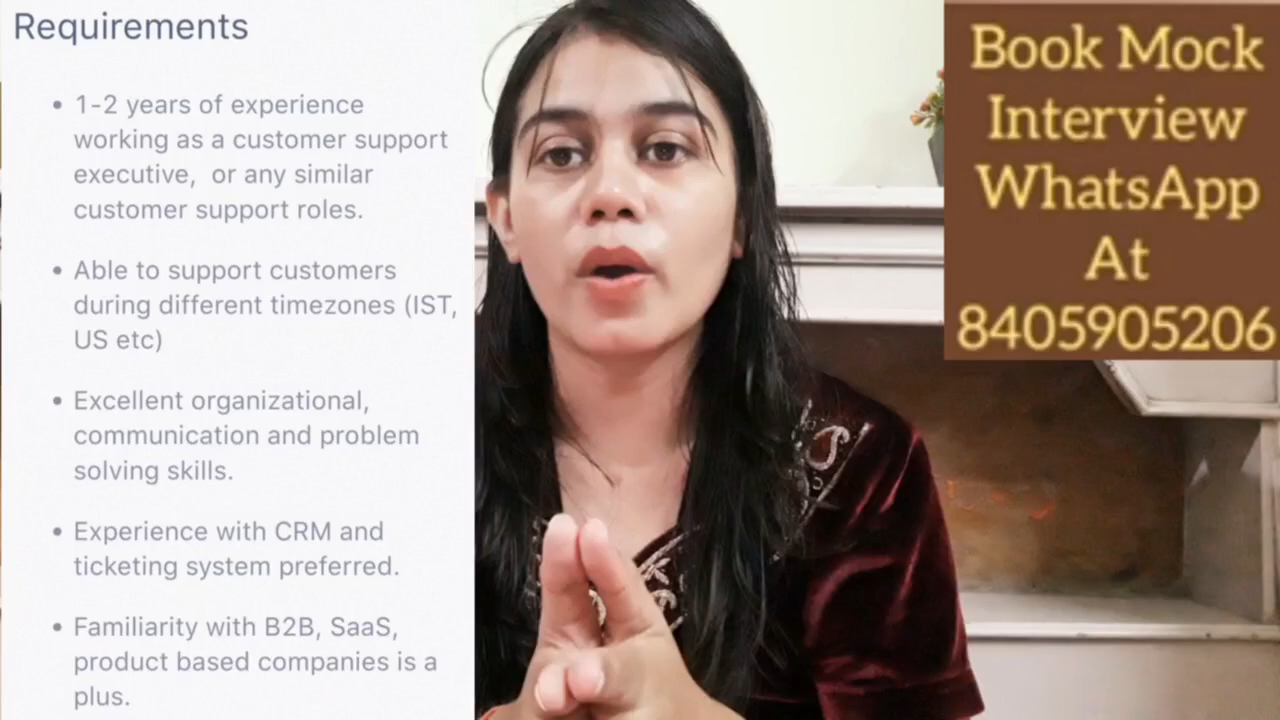 Requirements
• 1-2 years of experience
working as a customer support
executive,  or any similar
customer support roles.
• Able to support customers
during different timezones (IST,
US etc)
• Excellent organizational,
communication and problem
solving skills.
• Experience with CRM and
ticketing system preferred.
• Familiarity with B2B, SaaS,
product based companies is a
plus.
Book Mock
Interview
WhatsApp
At
8405905206